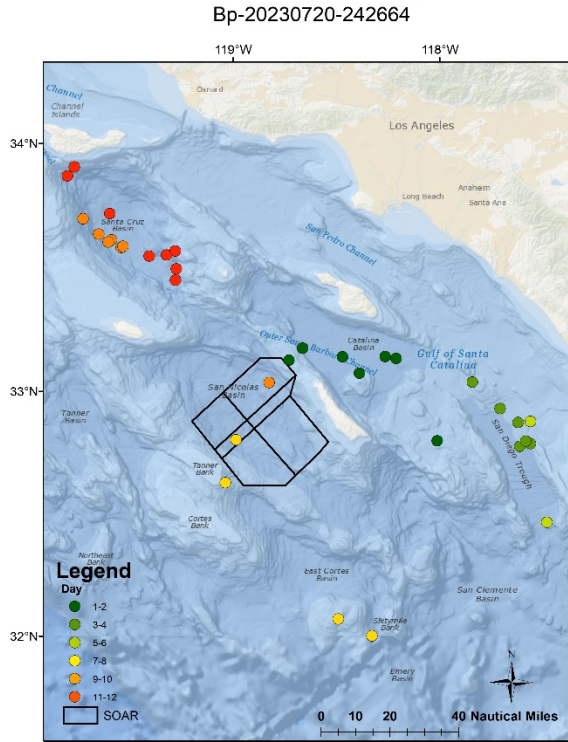 Bp-20230720-242664
119°W
118°W
Channel
Oxnard
Channel
Islands
Los Angeles
34°N
Long Beach
Anaheim
Santa Ana
Santa Cruz
Basin
San Pedro Channel
Outer Santa Barbara Channel
Catalina
Basin
Gulf of Santa
Catalina
33°N
San Nicolas
Basin
Tanner
Basin
San Diego Trough
Tanner
Bank
Cortes
Bank
Northeast
Bank
East Cortes
Basin
San Clemente
Basin
Sixtymile
Bank
32°N
Emery
Basin
Legend
Day
1-2
3-4
5-6
7-8
9-10
11-12
SOAR
N
0 10 20 40 Nautical Miles